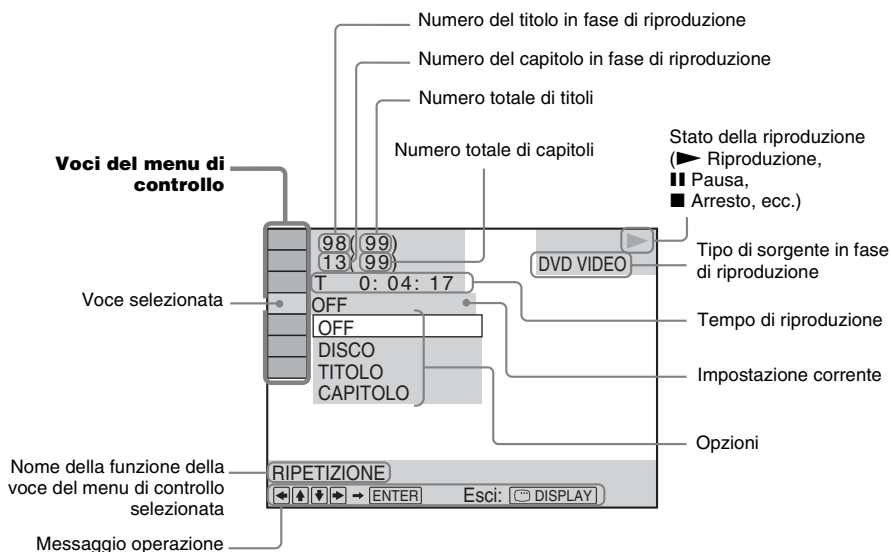 Numero del titolo in fase di riproduzione
Numero del capitolo in fase di riproduzione
Numero totale di titoli
Numero totale di capitoli
Stato della riproduzione
(► Riproduzione,
▮▮ Pausa,
■ Arresto, ecc.)
Voci del menu di
controllo
98( 99)
13( 99)
T 0: 04: 17
OFF
OFF
DISCO
TITOLO
CAPITOLO
►
DVD VIDEO
Tipo di sorgente in fase
di riproduzione
Voce selezionata
Tempo di riproduzione
Impostazione corrente
Opzioni
Nome della funzione della
voce del menu di controllo
selezionata
RIPETIZIONE
← ↑ ↓ → → ENTER Esci: DISPLAY
Messaggio operazione